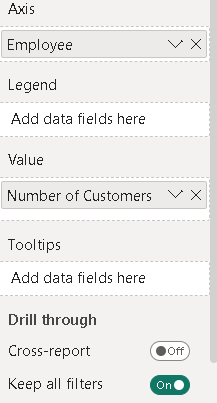 Axis
Employee
Legend
Add data fields here
Value
Number of Customers
Tooltips
Add data fields here
Drill through
Cross-report Off
Keep all filters On